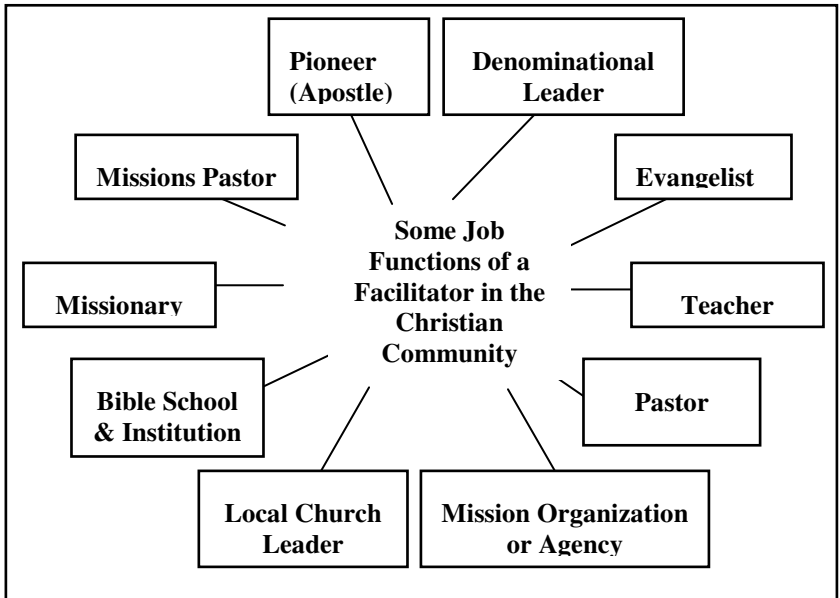 Pioneer
(Apostle)
Denominational
Leader
Missions Pastor
Evangelist
Some Job
Functions of a
Facilitator in the
Christian
Community
Missionary
Teacher
Bible School
& Institution
Pastor
Local Church
Leader
Mission Organization
or Agency